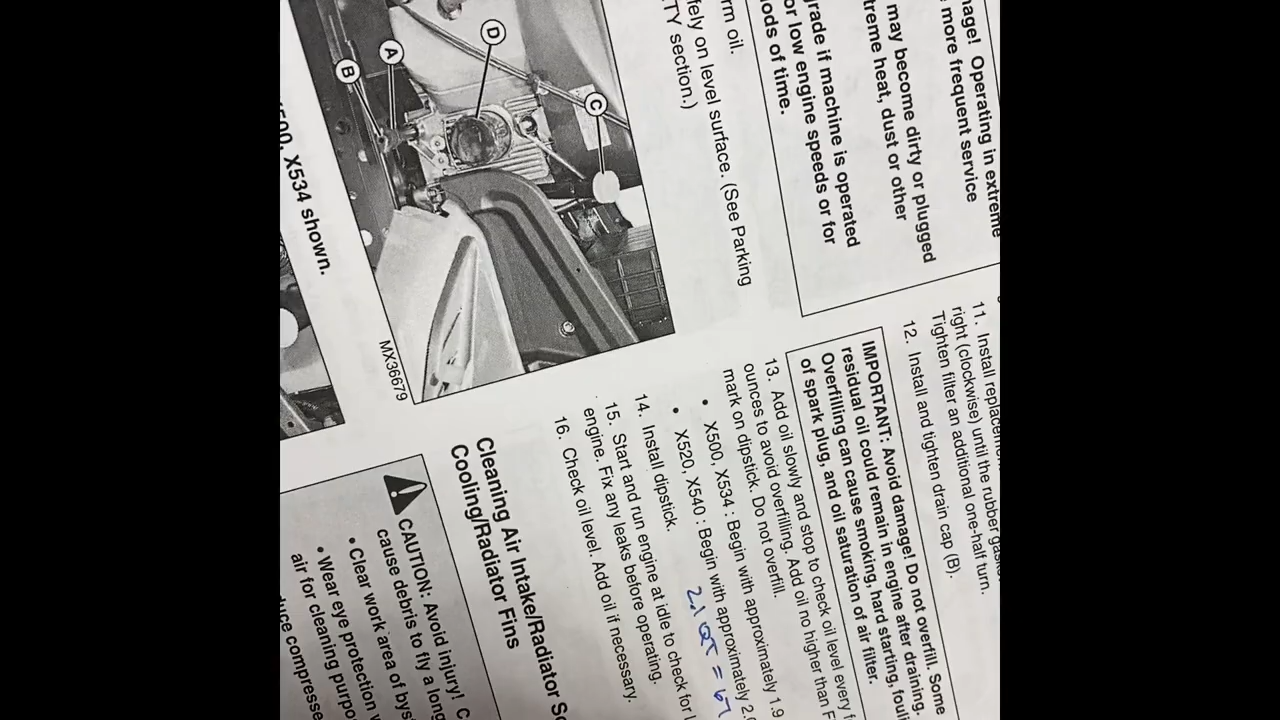 nage! Operating in extreme
more frequent service
may become dirty or plugged
treme heat, dust or other
grade if machine is operated
or low engine speeds or for
ods of time.
rm oil.
fely on level surface. (See Parking
TY section.)
D
A
B
C
MX36679
X534 shown.
11. Install
right (clockwise) until the rubber
Tighten filter an additional one-half turn.
12. Install and tighten drain cap (B).
IMPORTANT: Avoid damage! Do not overfill. Some
residual oil could remain in engine after draining.
Overfilling can cause smoking, hard starting, fouli
of spark plug, and oil saturation of air filter.
13. Add oil slowly and stop to check oil level every f
ounces to avoid overfilling. Add oil no higher than F
mark on dipstick. Do not overfill.
• X500, X534 : Begin with approximately 1.9
• X520, X540 : Begin with approximately 2.
2.1 QT = 67
14. Install dipstick.
15. Start and run engine at idle to check for l
engine. Fix any leaks before operating.
16. Check oil level. Add oil if necessary.
Cleaning Air Intake/Radiator Sc
Cooling/Radiator Fins
CAUTION: Avoid injury! C
cause debris to fly a long
• Clear work area of bys
• Wear eye protection w
air for cleaning purpo
duce compresse